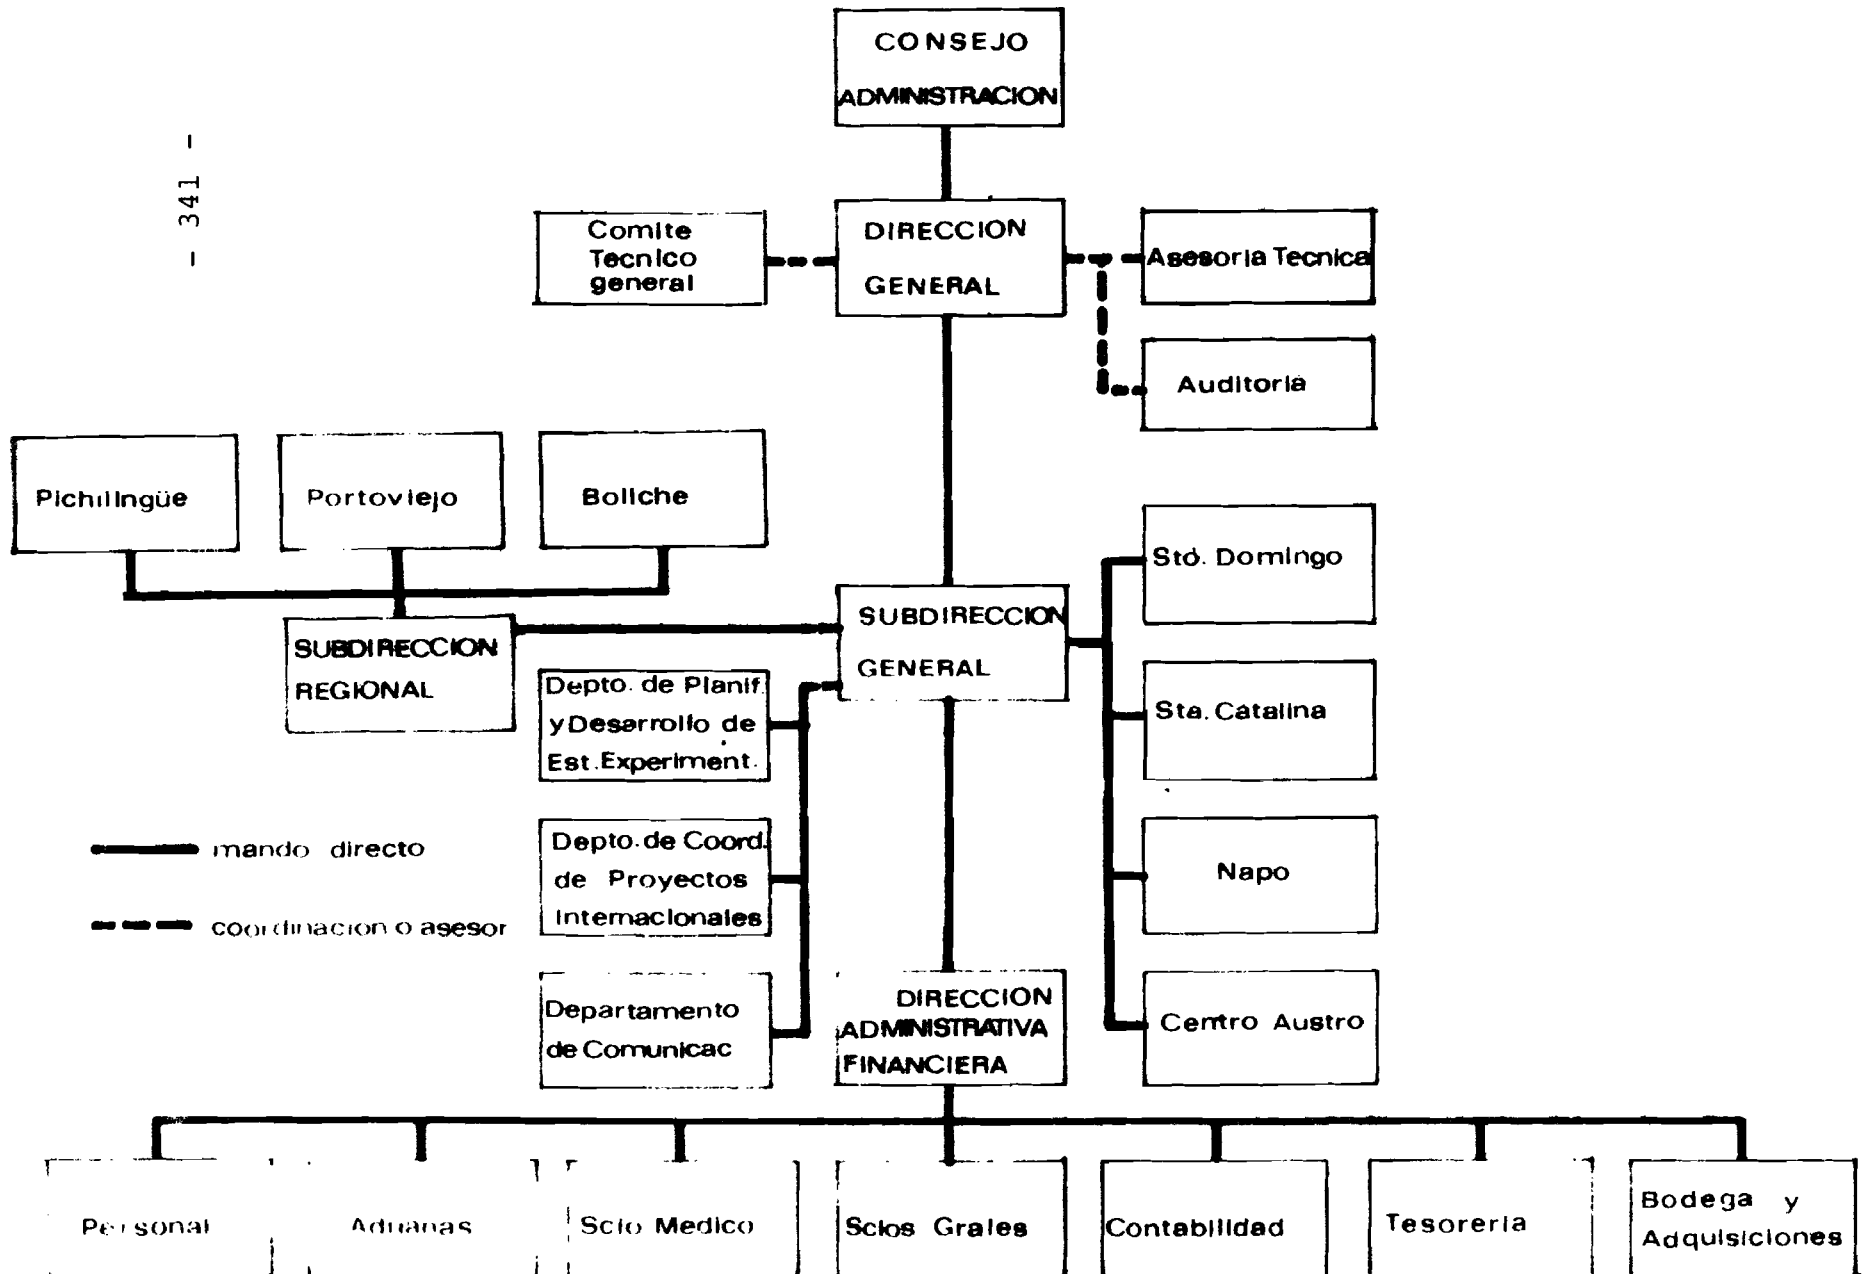 - 341 -
CONSEJO
ADMINISTRACION
Comite
Tecnico
general
DIRECCION
GENERAL
Asesoria Tecnica
Auditoria
Pichilingüe
Portoviejo
Boliche
SUBDIRECCION
REGIONAL
SUBDIRECCION
GENERAL
Sto. Domingo
Sta. Catalina
Napo
Centro Austro
Depto. de Planif.
y Desarrollo de
Est. Experiment.
Depto. de Coord.
de Proyectos
Internacionales
Departamento
de Comunicac
mando directo
coordinacion o asesor
DIRECCION
ADMINISTRATIVA
FINANCIERA
Personal
Aduanas
Scio Medico
Scios Grales
Contabilidad
Tesoreria
Bodega y
Adquisiciones